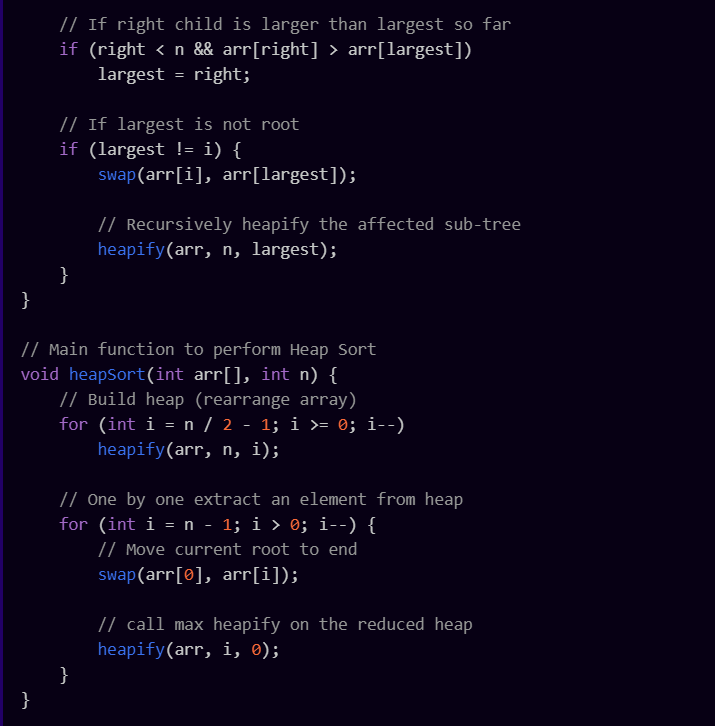 // If right child is larger than largest so far
if (right < n && arr[right] > arr[largest])
largest = right;
// If largest is not root
if (largest != i) {
swap(arr[i], arr[largest]);
// Recursively heapify the affected sub-tree
heapify(arr, n, largest);
}
}
// Main function to perform Heap Sort
void heapSort(int arr[], int n) {
// Build heap (rearrange array)
for (int i = n / 2 - 1; i >= 0; i--)
heapify(arr, n, i);
// One by one extract an element from heap
for (int i = n - 1; i > 0; i--) {
// Move current root to end
swap(arr[0], arr[i]);
// call max heapify on the reduced heap
heapify(arr, i, 0);
}
}